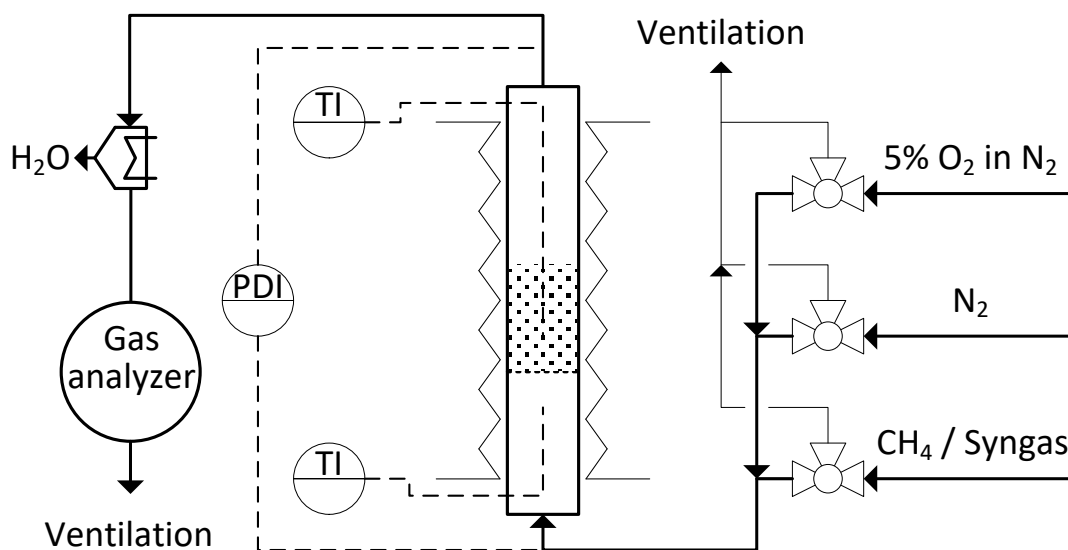 Ventilation
TI
5% O₂ in N₂
H₂O
PDI
N₂
Gas
analyzer
CH₄ / Syngas
TI
Ventilation